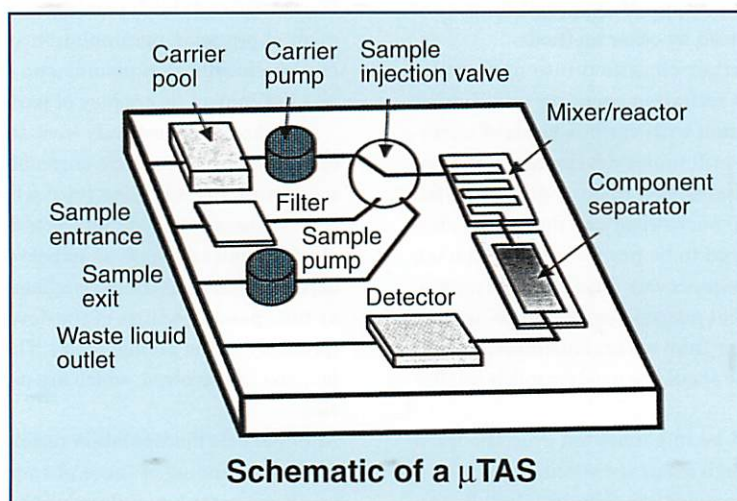 Carrier
pool
Carrier
pump
Sample
injection valve
Mixer/reactor
Component
separator
Filter
Sample
entrance
Sample
pump
Sample
exit
Detector
Waste liquid
outlet
Schematic of a μTAS